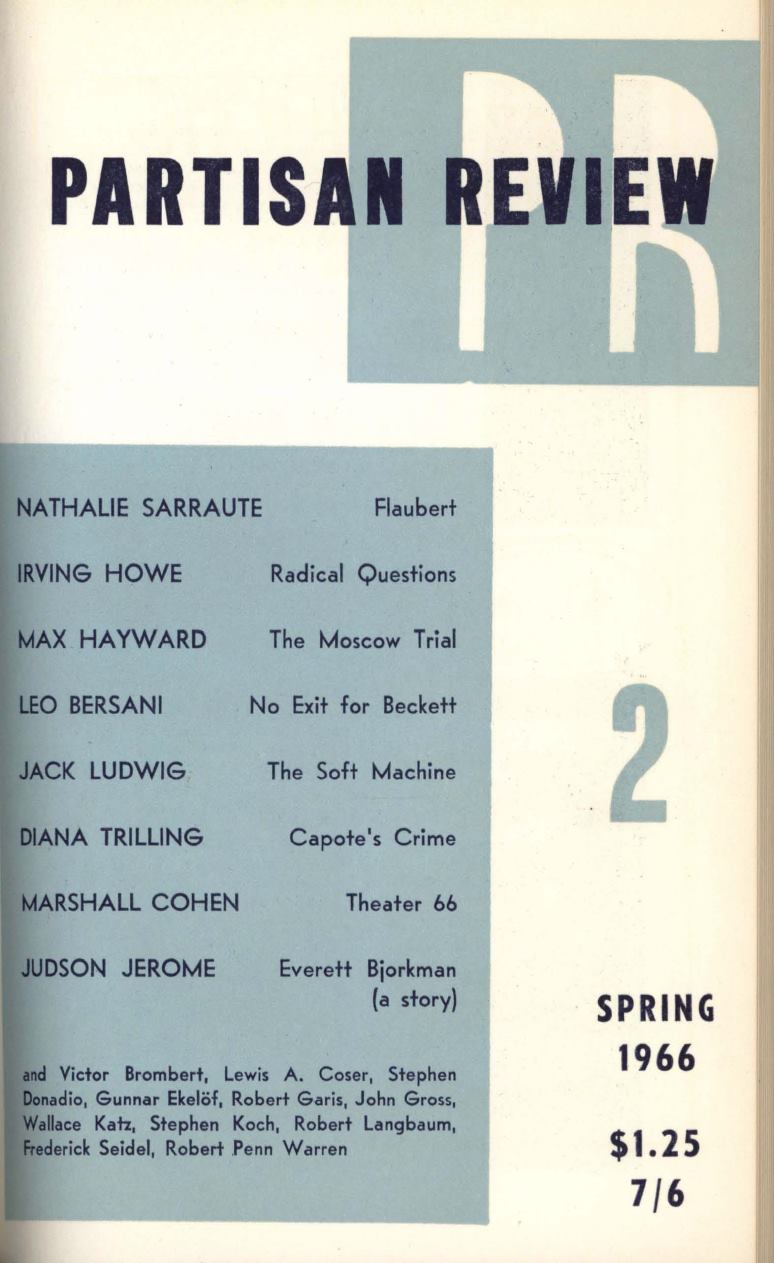 PR
PARTISAN REVIEW
NATHALIE SARRAUTE Flaubert
IRVING HOWE Radical Questions
MAX HAYWARD The Moscow Trial
LEO BERSANI No Exit for Beckett
JACK LUDWIG The Soft Machine
DIANA TRILLING Capote's Crime
MARSHALL COHEN Theater 66
JUDSON JEROME Everett Bjorkman
(a story)
and Victor Brombert, Lewis A. Coser, Stephen
Donadio, Gunnar Ekelöf, Robert Garis, John Gross,
Wallace Katz, Stephen Koch, Robert Langbaum,
Frederick Seidel, Robert Penn Warren
2
SPRING
1966
$1.25
7/6